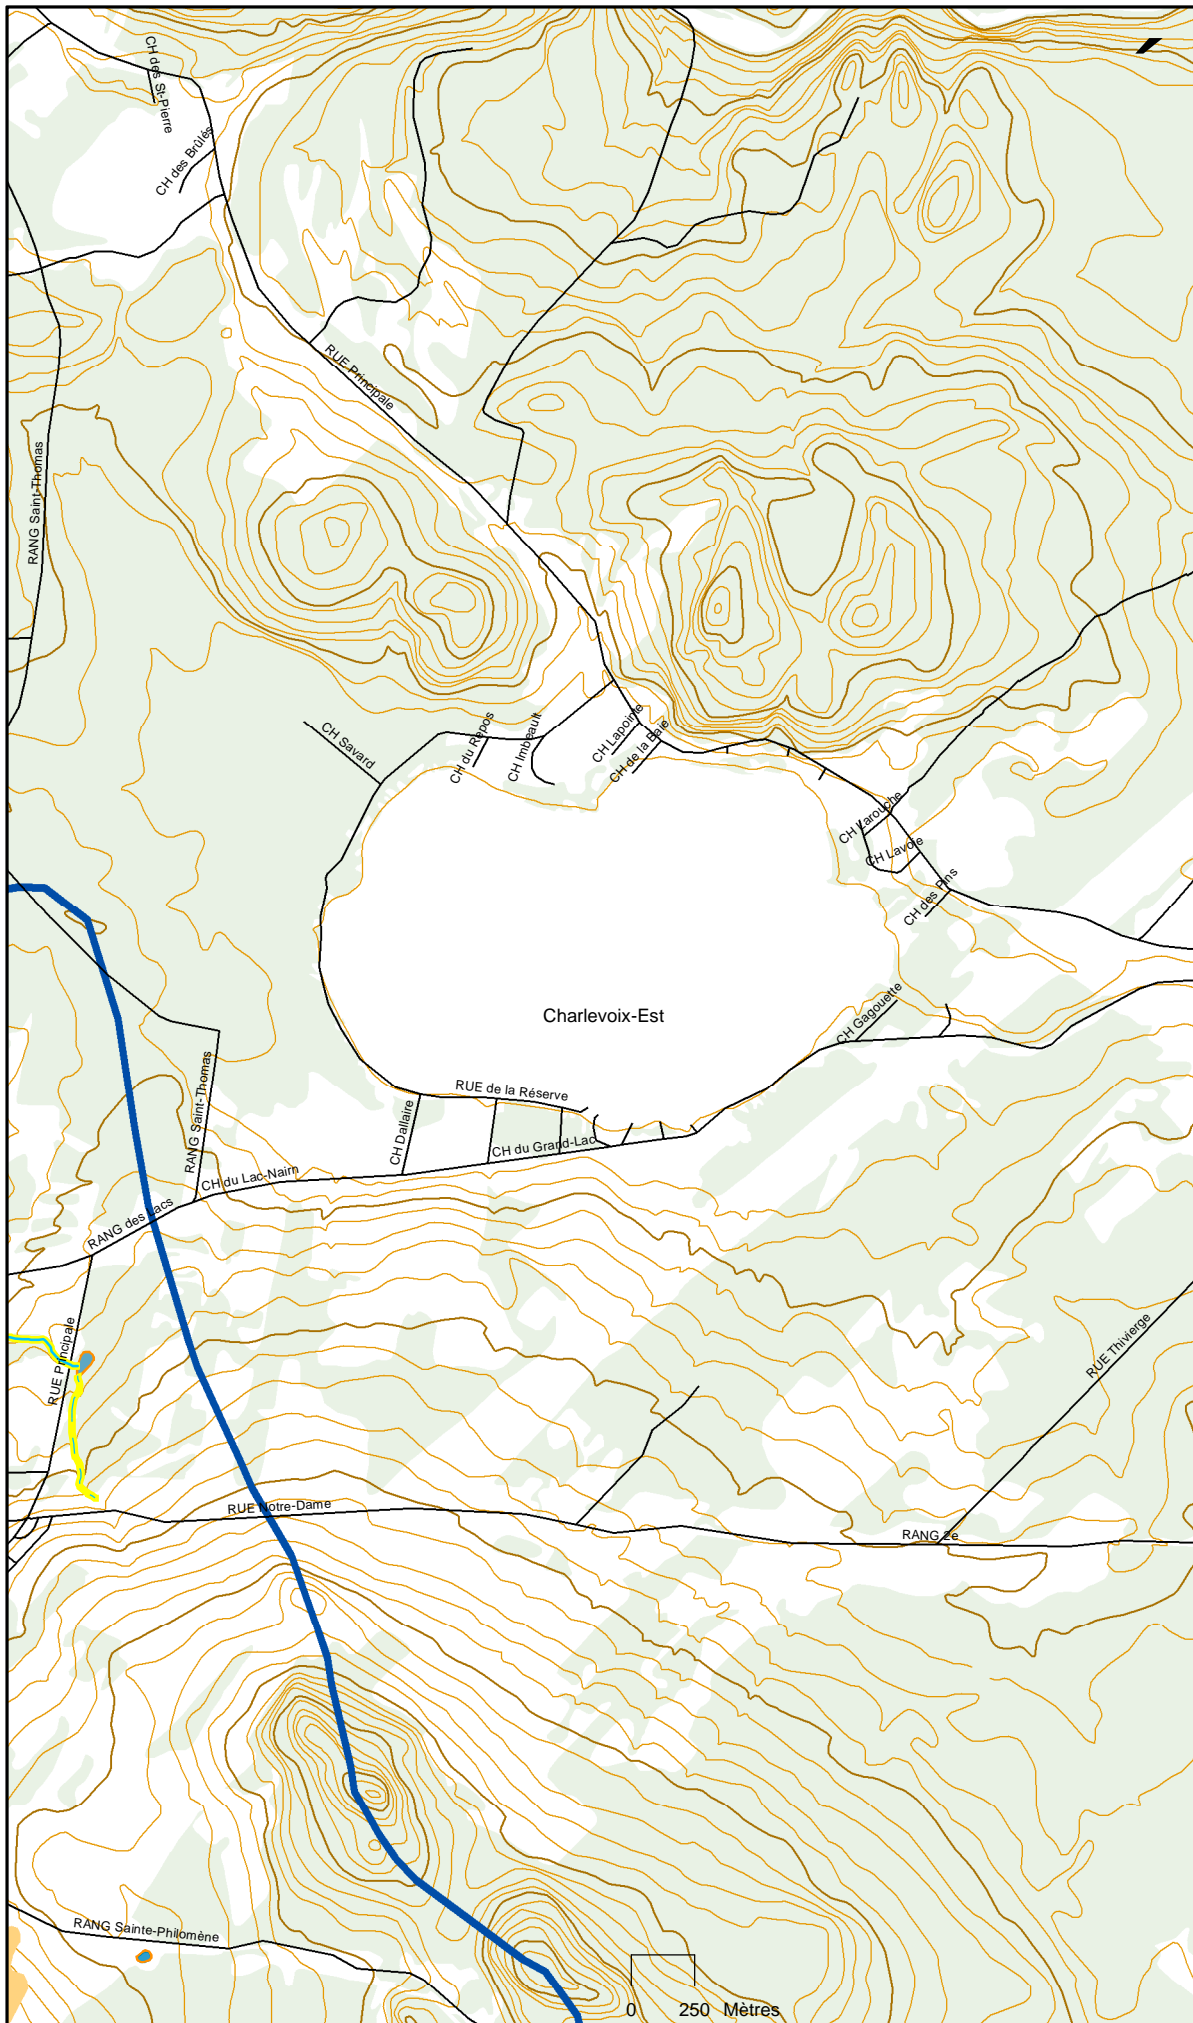 CH des St-Pierre
CH des Brûlés
RUE Principale
RANG Saint-Thomas
CH Savard
CH du Repos
CH Imbeault
CH Lapointe
CH de la Baie
CH Larouche
CH Lavoie
CH des Pins
Charlevoix-Est
CH Gagouette
RUE de la Réserve
RANG Saint-Thomas
CH Dallaire
CH du Grand-Lac
CH du Lac-Nairn
RANG des Lacs
RUE Principale
RUE Thivierge
RUE Notre-Dame
RANG 2e
RANG Sainte-Philomène
0 250 Mètres